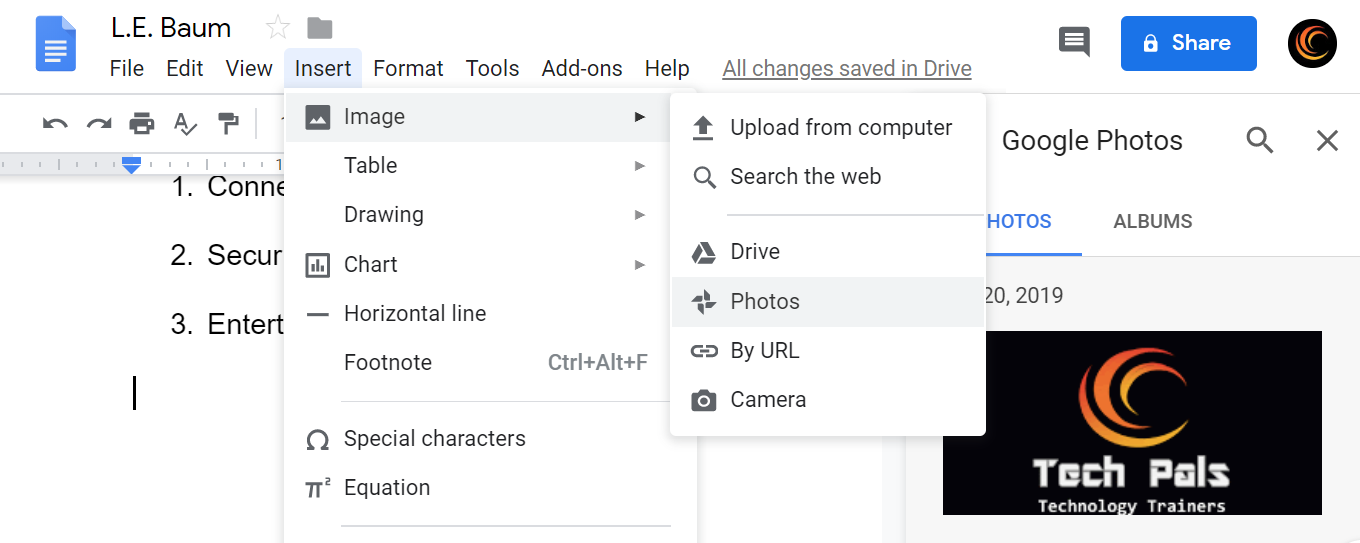 L.E. Baum
File Edit View Insert Format Tools Add-ons Help All changes saved in Drive
Share
Image
Table
Drawing
Chart
Horizontal line
Footnote Ctrl+Alt+F
Special characters
Equation
Upload from computer
Search the web
Drive
Photos
By URL
Camera
1
1. Conne
2. Secur
3. Entert
Google Photos
HOTOS ALBUMS
20, 2019
Tech Pals
Technology Trainers